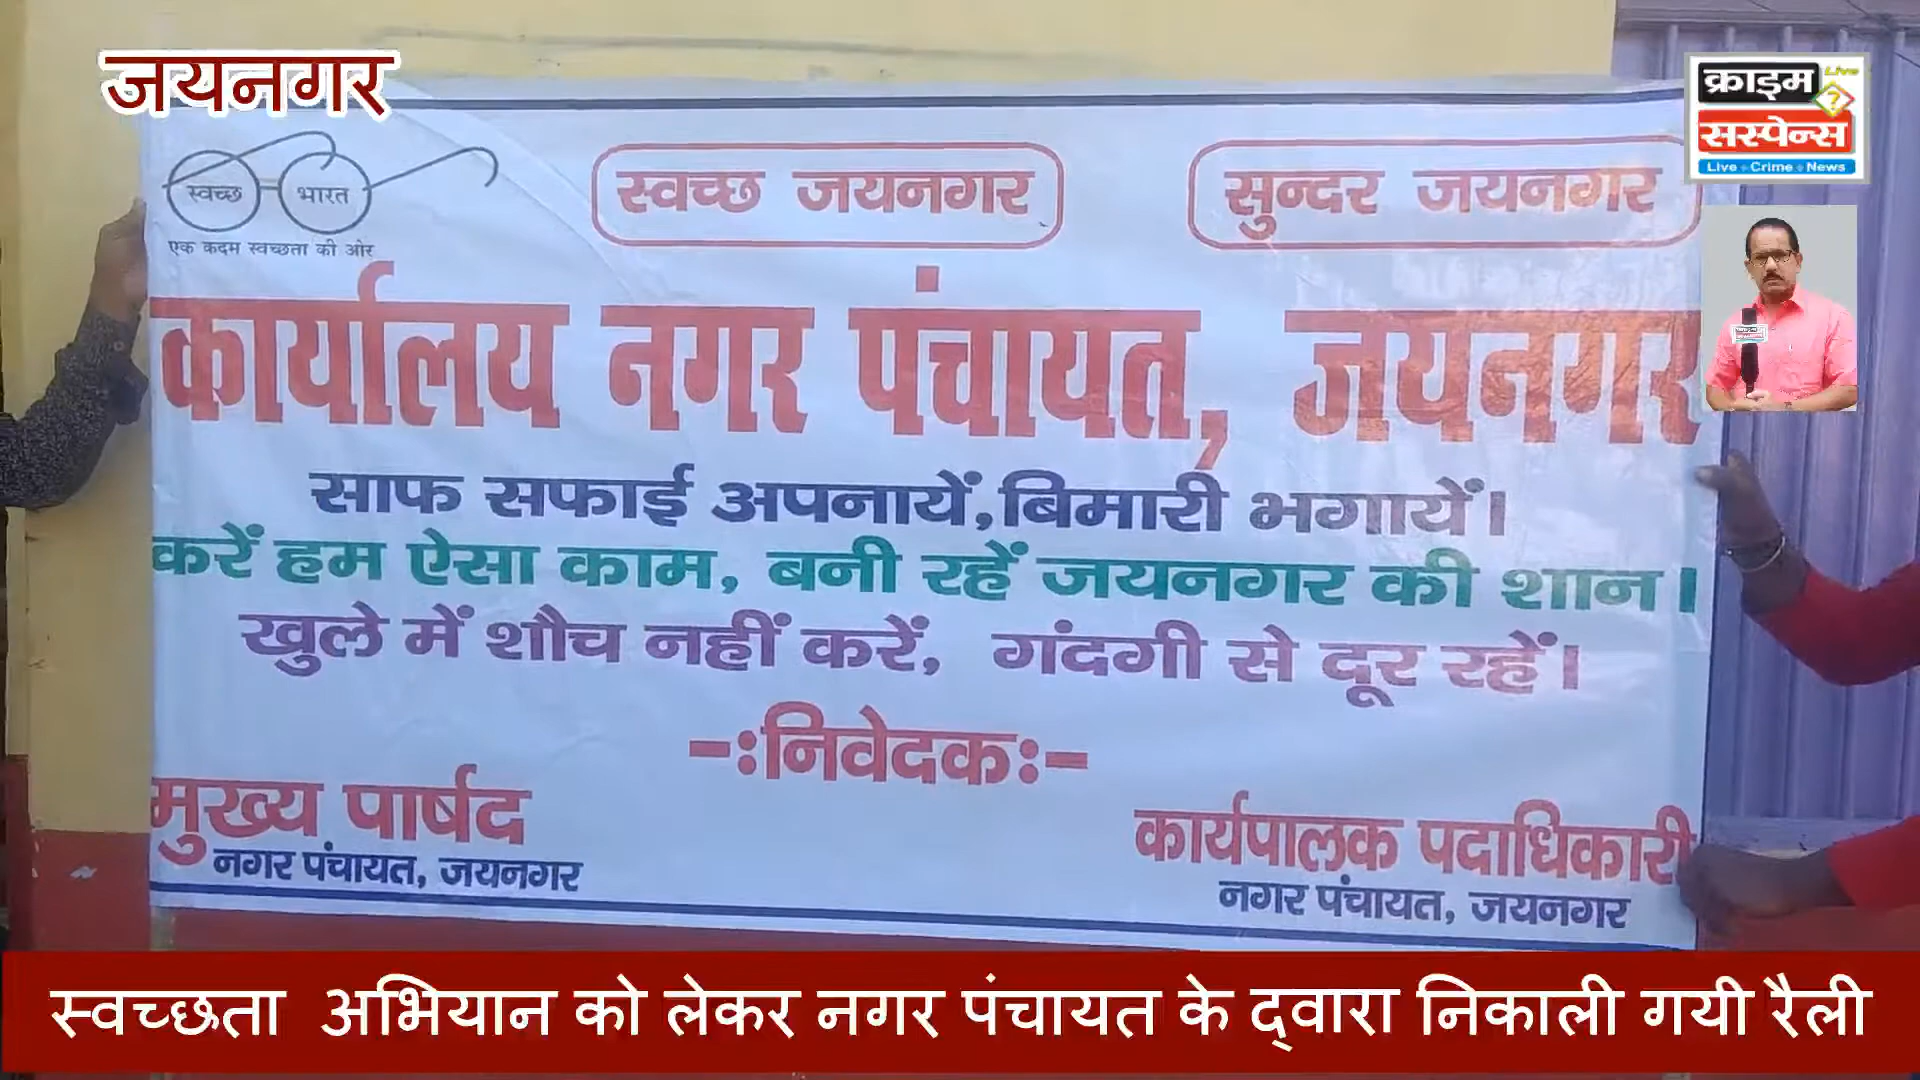 जयनगर
क्राइम Live
?
सस्पेन्स
Live - Crime - News
स्वच्छ भारत
एक कदम स्वच्छता की ओर
स्वच्छ जयनगर
सुन्दर जयनगर
कार्यालय नगर पंचायत, जयनगर
साफ सफाई अपनायें, बिमारी भगायें।
करें हम ऐसा काम, बनी रहें जयनगर की शान।
खुले में शौच नहीं करें, गंदगी से दूर रहें।
-:निवेदक:-
मुख्य पार्षद
नगर पंचायत, जयनगर
कार्यपालक पदाधिकारी
नगर पंचायत, जयनगर
स्वच्छता अभियान को लेकर नगर पंचायत के द्वारा निकाली गयी रैली